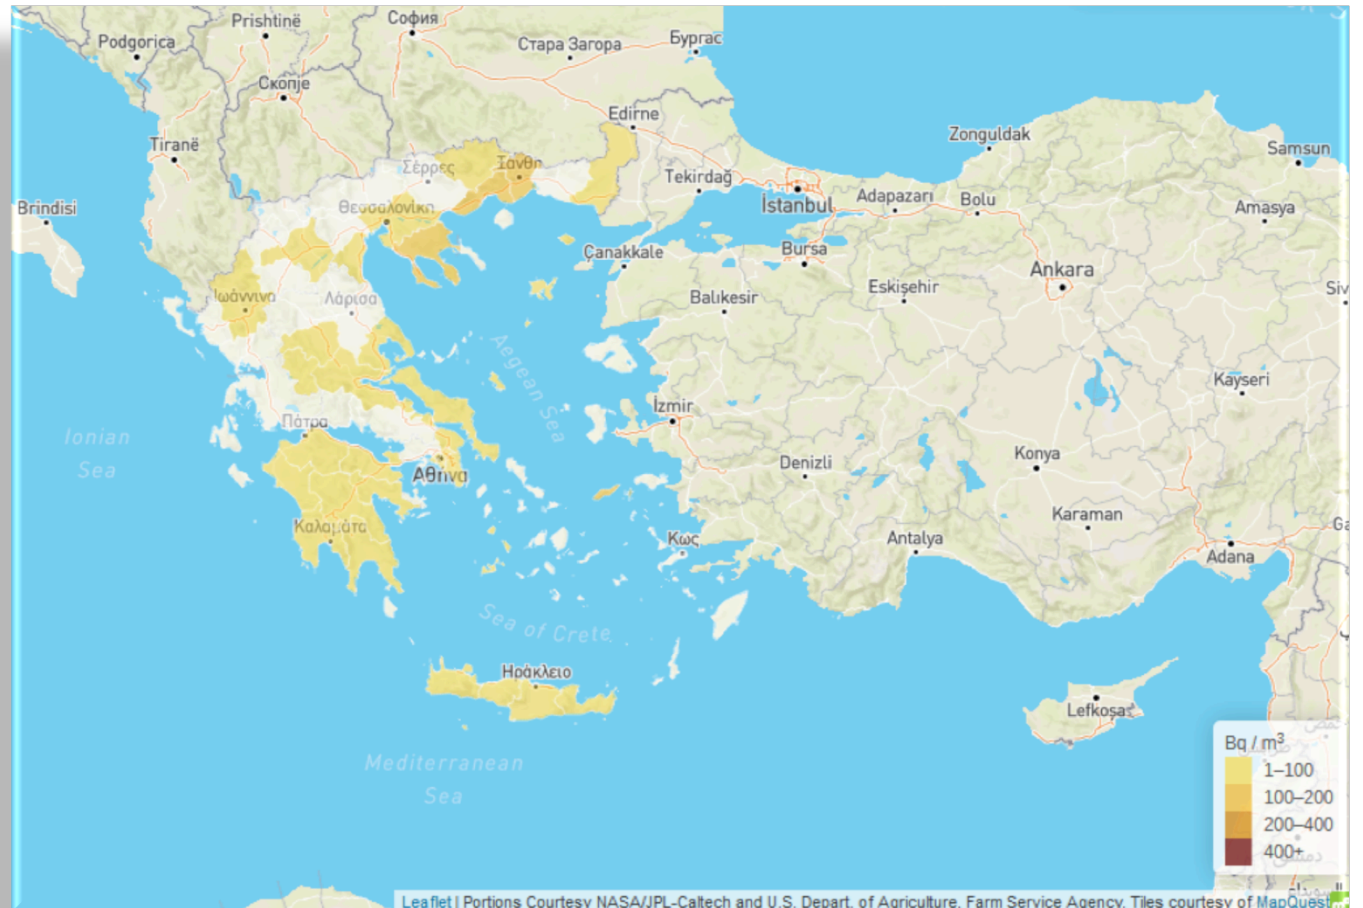 Prishtinë
София
Podgorica
Стара Загора
Бургас
Скопје
Edirne
Tiranë
Σέρρες
Ξάνθη
Zonguldak
Samsun
Tekirdağ
İstanbul
Adapazarı
Bolu
Brindisi
Θεσσαλονίκη
Amasya
Çanakkale
Bursa
Ankara
Ιωάννινα
Λάρισα
Balıkesir
Eskişehir
Siv
Aegean Sea
Kayseri
İzmir
Πάτρα
Ionian
Sea
Αθήνα
Denizli
Konya
Καλαμάτα
Karaman
Κως
Antalya
Ga
Adana
Sea of Crete
Ηράκλειο
Lefkoşa
Mediterranean
Sea
Bq / m³
1–100
100–200
200–400
400+
Leaflet | Portions Courtesy NASA/JPL-Caltech and U.S. Depart. of Agriculture, Farm Service Agency, Tiles courtesy of MapQuest